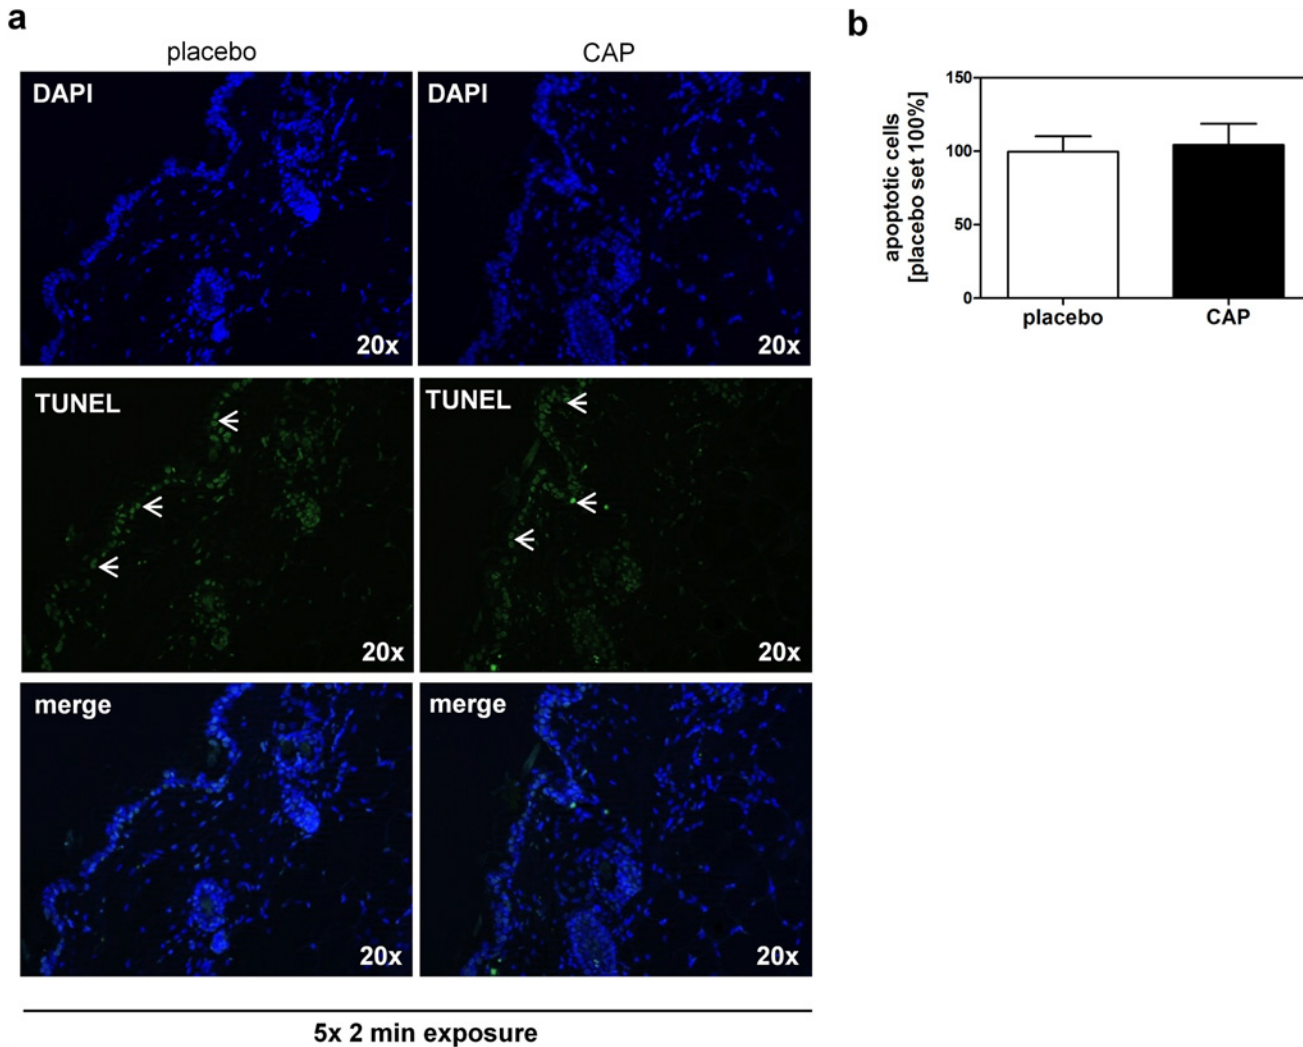 a
placebo
CAP
DAPI
20x
DAPI
20x
TUNEL
20x
TUNEL
20x
merge
20x
merge
20x
5x 2 min exposure
b
apoptotic cells
[placebo set 100%]
150
100
50
0
placebo
CAP